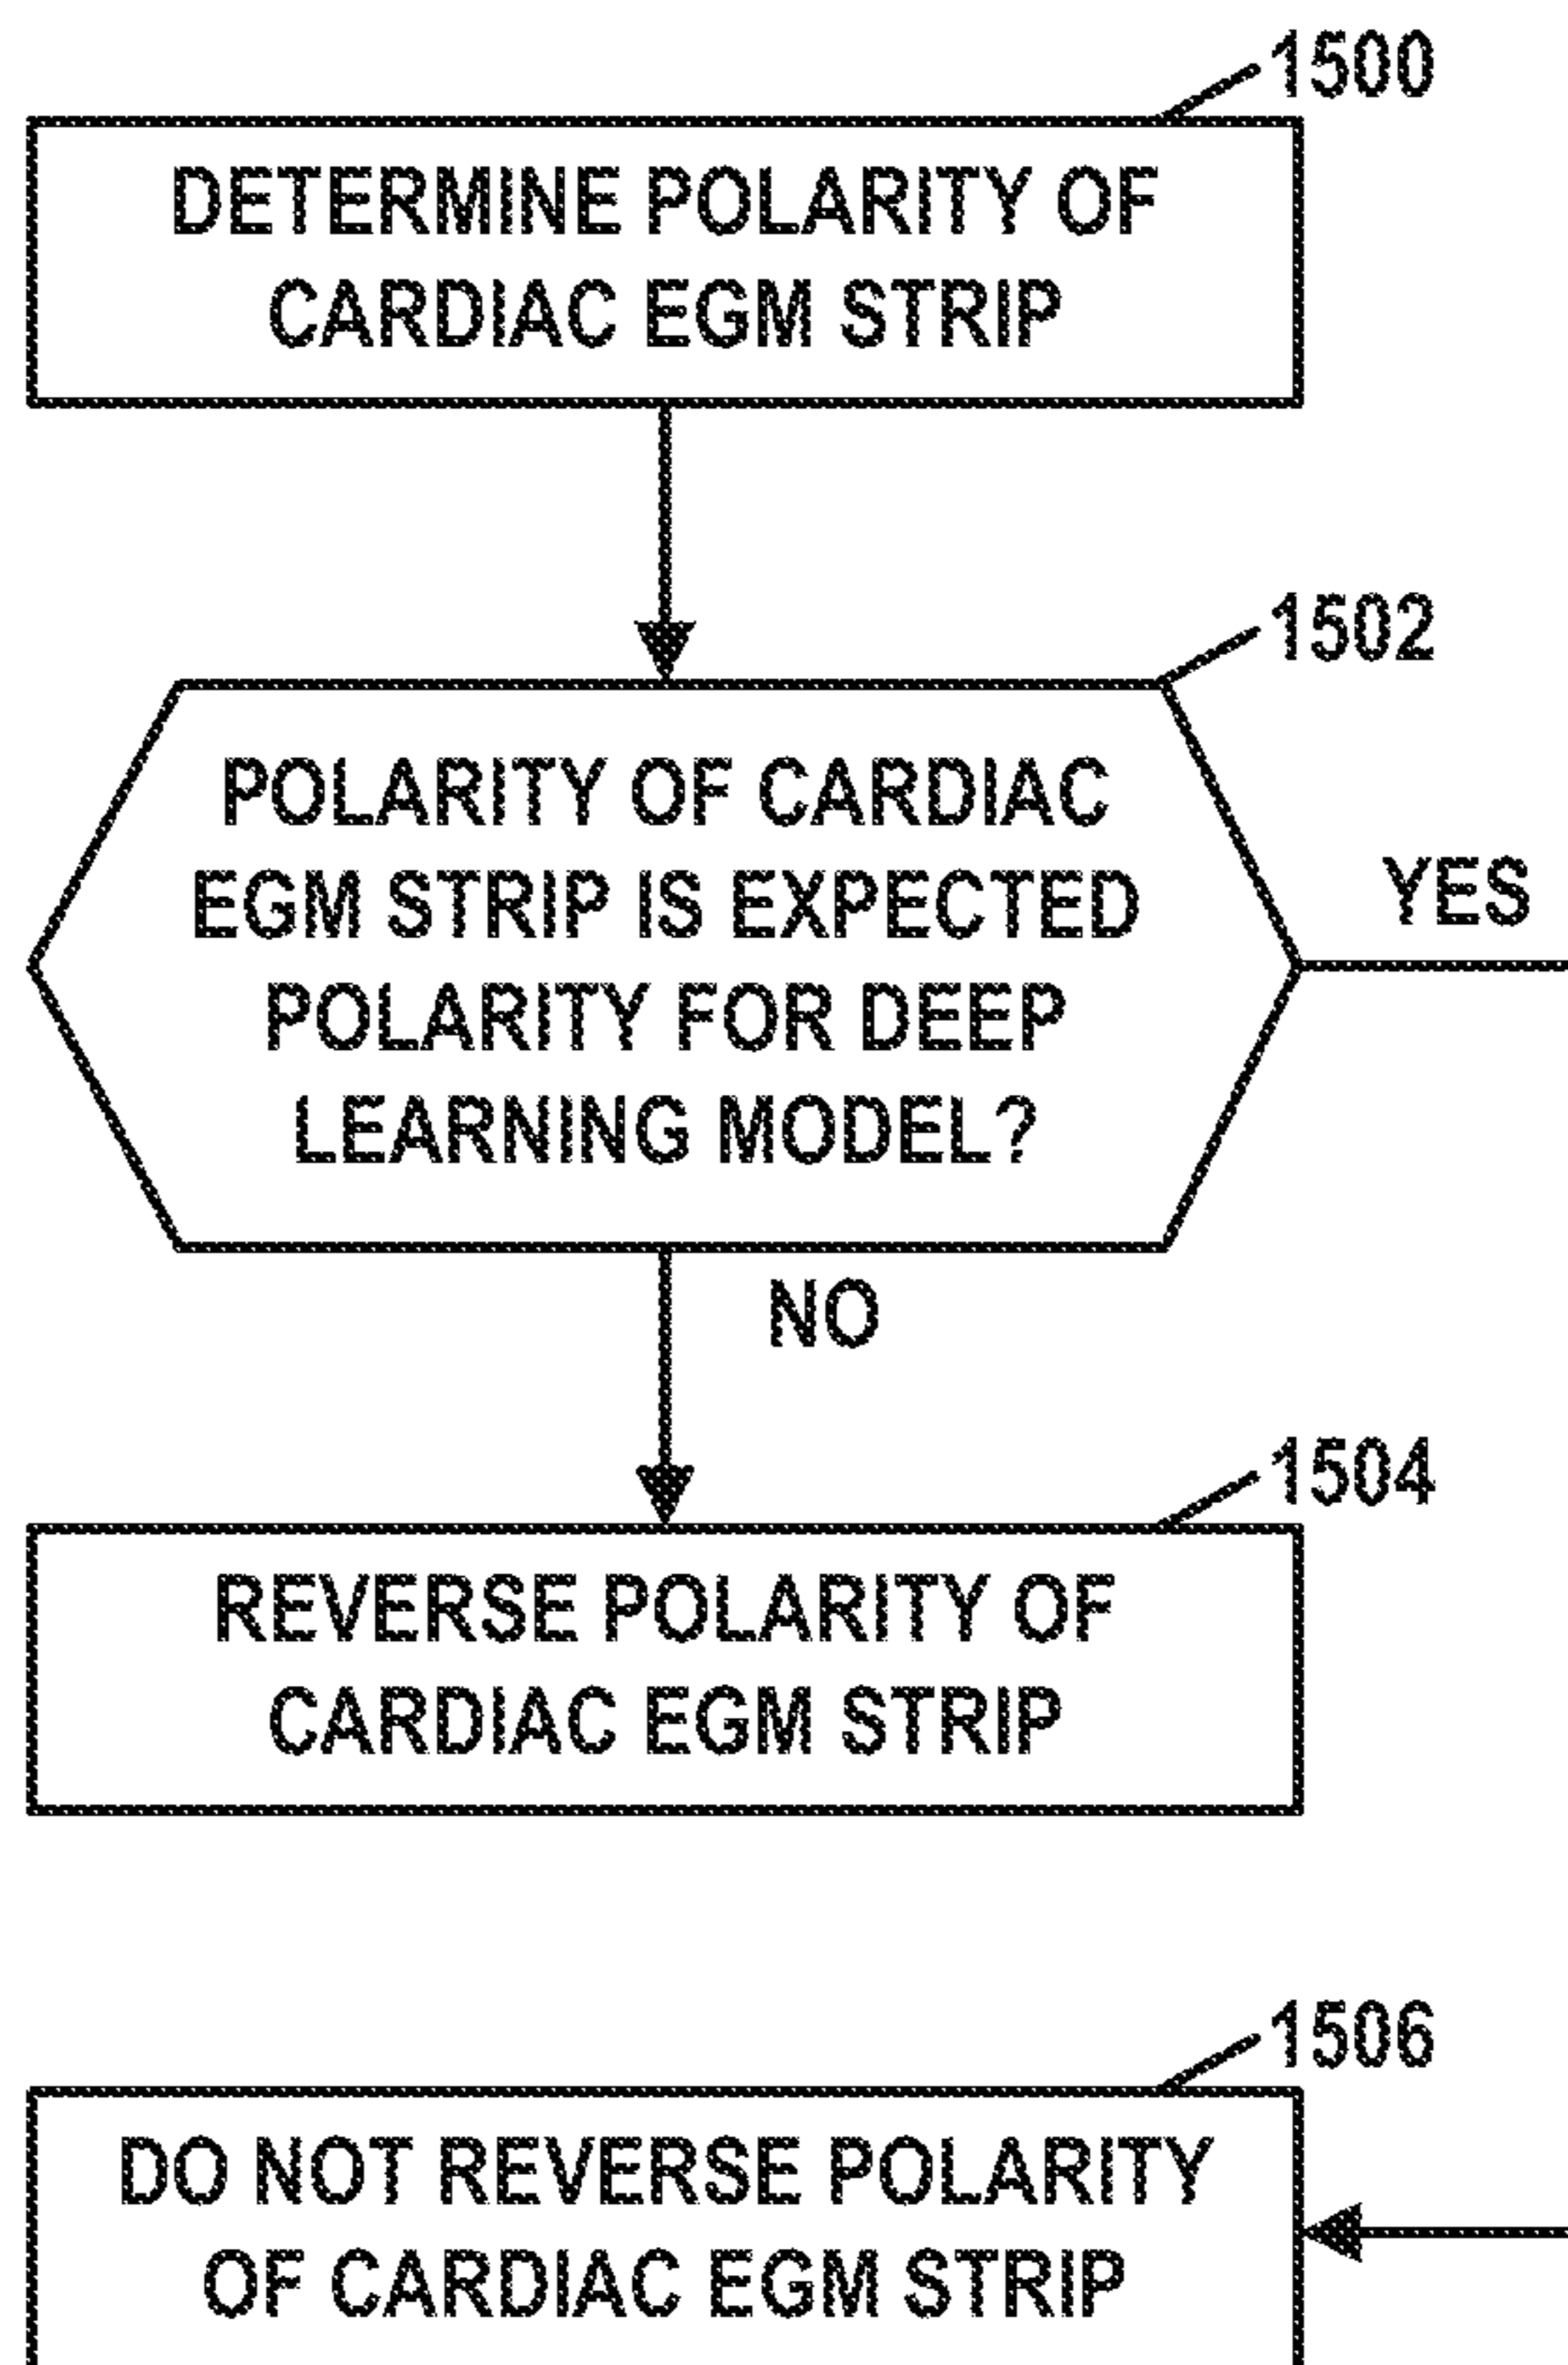 1500
DETERMINE POLARITY OF
CARDIAC EGM STRIP
1502
POLARITY OF CARDIAC
EGM STRIP IS EXPECTED
POLARITY FOR DEEP
LEARNING MODEL?
YES
NO
1504
REVERSE POLARITY OF
CARDIAC EGM STRIP
1506
DO NOT REVERSE POLARITY
OF CARDIAC EGM STRIP